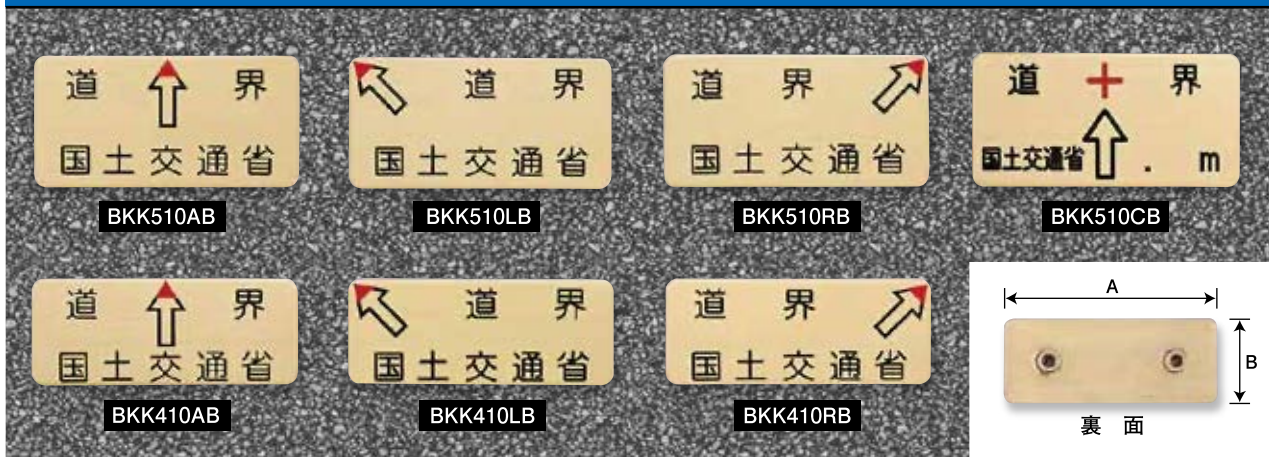 道 界
国土交通省
BKK510AB
道 界
国土交通省
BKK510LB
道 界
国土交通省
BKK510RB
道 + 界
国土交通省 . m
BKK510CB
道 界
国土交通省
BKK410AB
道 界
国土交通省
BKK410LB
道 界
国土交通省
BKK410RB
A
B
裏 面